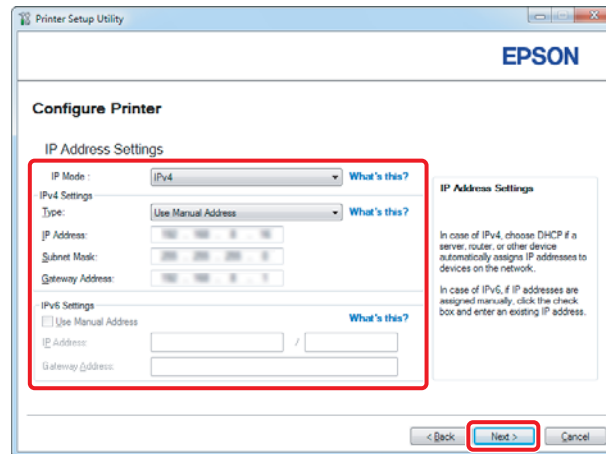 Printer Setup Utility
EPSON
Configure Printer
IP Address Settings
IP Mode :
IPv4
What's this?
IPv4 Settings
Type:
Use Manual Address
What's this?
IP Address:
Subnet Mask:
Gateway Address:
IPv6 Settings
Use Manual Address
What's this?
IP Address:
/
Gateway Address:
IP Address Settings
In case of IPv4, choose DHCP if a
server, router, or other device
automatically assigns IP addresses to
devices on the network.
In case of IPv6, if IP addresses are
assigned manually, click the check
box and enter an existing IP address.
< Back
Next >
Cancel